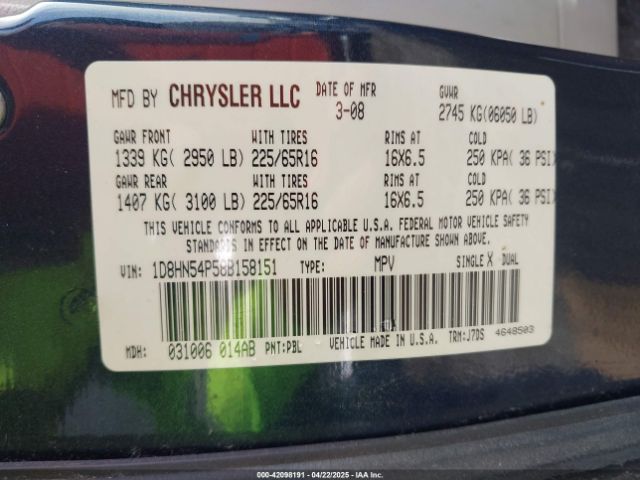 MFD BY CHRYSLER LLC DATE OF MFR 3-08 GVWR 2745 KG(06050 LB)
GAWR FRONT WITH TIRES RIMS AT COLD
1339 KG( 2950 LB) 225/65R16 16X6.5 250 KPA( 36 PSI)
GAWR REAR WITH TIRES RIMS AT COLD
1407 KG( 3100 LB) 225/65R16 16X6.5 250 KPA( 36 PSI)
THIS VEHICLE CONFORMS TO ALL APPLICABLE U.S.A. FEDERAL MOTOR VEHICLE SAFETY
STANDARDS IN EFFECT ON THE DATE OF MANUFACTURE SHOWN ABOVE.
VIN: 1D8HN54P58B158151 TYPE: MPV SINGLE X DUAL
MDH: 031006 014AB PNT:PBL VEHICLE MADE IN U.S.A. TRM:J7DS 4648503
000-42098191 - 04/22/2025 - IAAI.COM